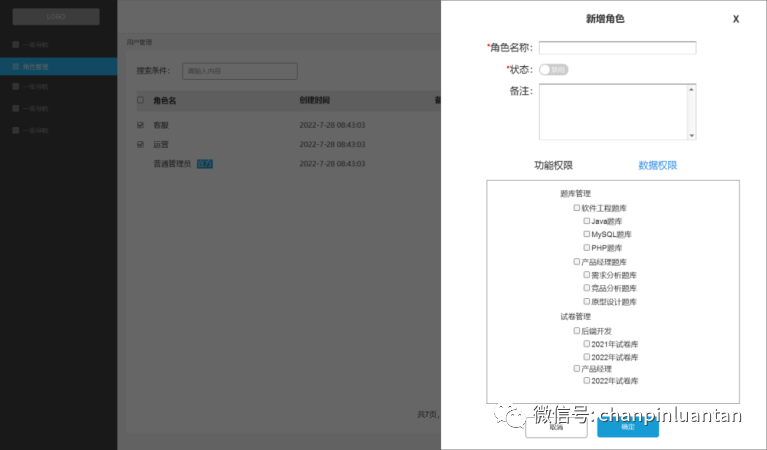 LOGO
一级导航
角色管理
一级导航
一级导航
一级导航
用户管理
搜索条件:
请输入内容
角色名
创建时间
客服
2022-7-28 08:43:03
运营
2022-7-28 08:43:03
普通管理员
默认
2022-7-28 08:43:03
共7页,
新增角色
X
*角色名称:
*状态:
禁用
备注:
功能权限
数据权限
题库管理
软件工程题库
Java题库
MySQL题库
PHP题库
产品经理题库
需求分析题库
竞品分析题库
原型设计题库
试卷管理
后端开发
2021年试卷库
2022年试卷库
产品经理
2022年试卷库
微信号: chanpinluantan
取消
确定